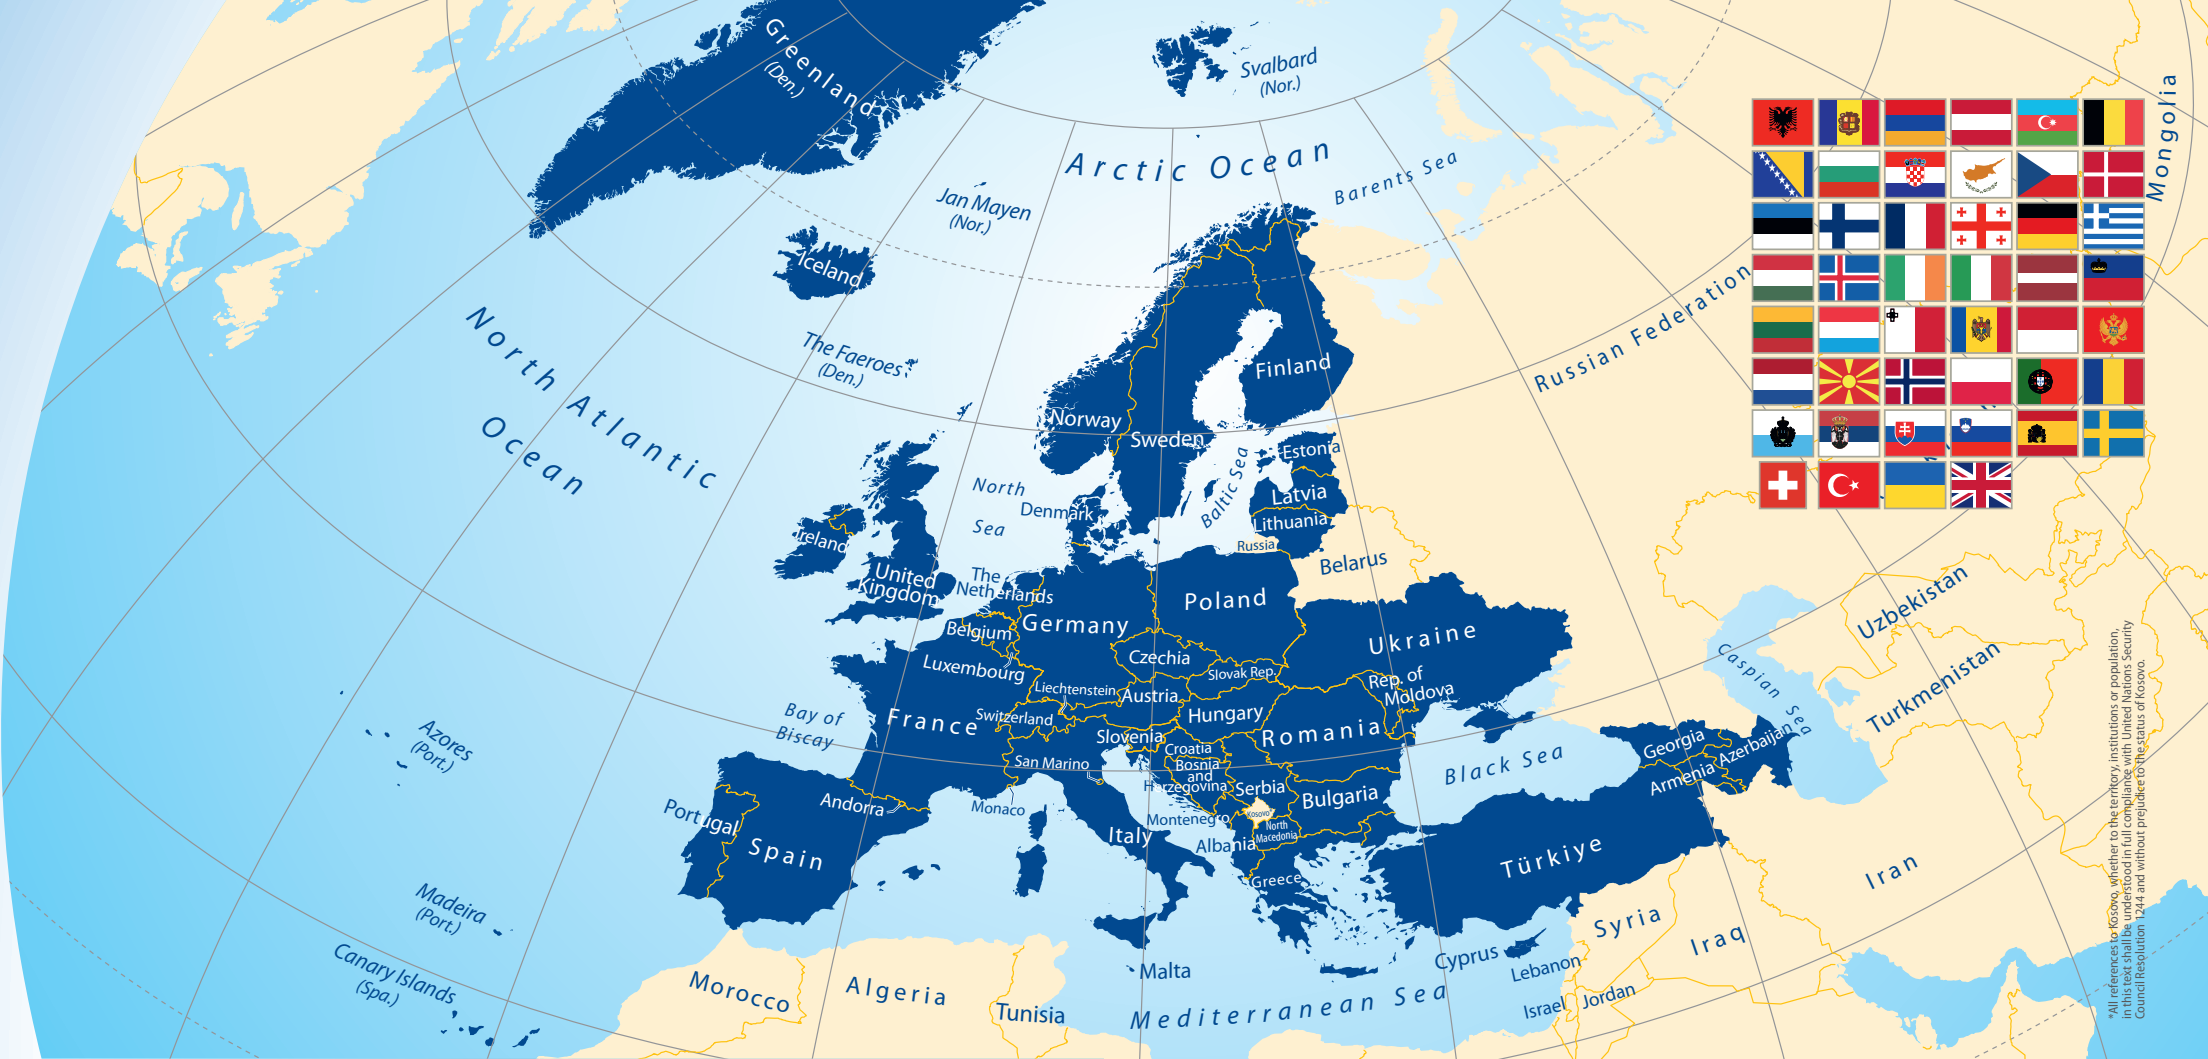 Greenland
(Den.)
Svalbard
(Nor.)
Arctic Ocean
Barents Sea
Jan Mayen
(Nor.)
Iceland
The Faeroes
(Den.)
North Atlantic
Ocean
Russian Federation
Mongolia
Finland
Norway
Sweden
Estonia
Baltic Sea
Latvia
Lithuania
Russia
Belarus
North
Sea
Denmark
Ireland
United
Kingdom
The
Netherlands
Belgium
Germany
Poland
Ukraine
Luxembourg
Czechia
Slovak Rep.
Liechtenstein
Austria
Rep. of
Moldova
Hungary
Switzerland
France
Romania
Slovenia
Croatia
Bay of
Biscay
San Marino
Bosnia
and
Herzegovina
Serbia
Bulgaria
Black Sea
Georgia
Armenia
Azerbaijan
Caspian Sea
Uzbekistan
Turkmenistan
Azores
(Port.)
Portugal
Spain
Andorra
Monaco
Italy
Montenegro
Kosovo*
North
Macedonia
Albania
Greece
Türkiye
Iran
Syria
Iraq
Cyprus
Lebanon
Israel
Jordan
Malta
Mediterranean Sea
Madeira
(Port.)
Canary Islands
(Spa.)
Morocco
Algeria
Tunisia
*All references to Kosovo, whether to the territory, institutions or population,
in this text shall be understood in full compliance with United Nations Security
Council Resolution 1244 and without prejudice to the status of Kosovo.